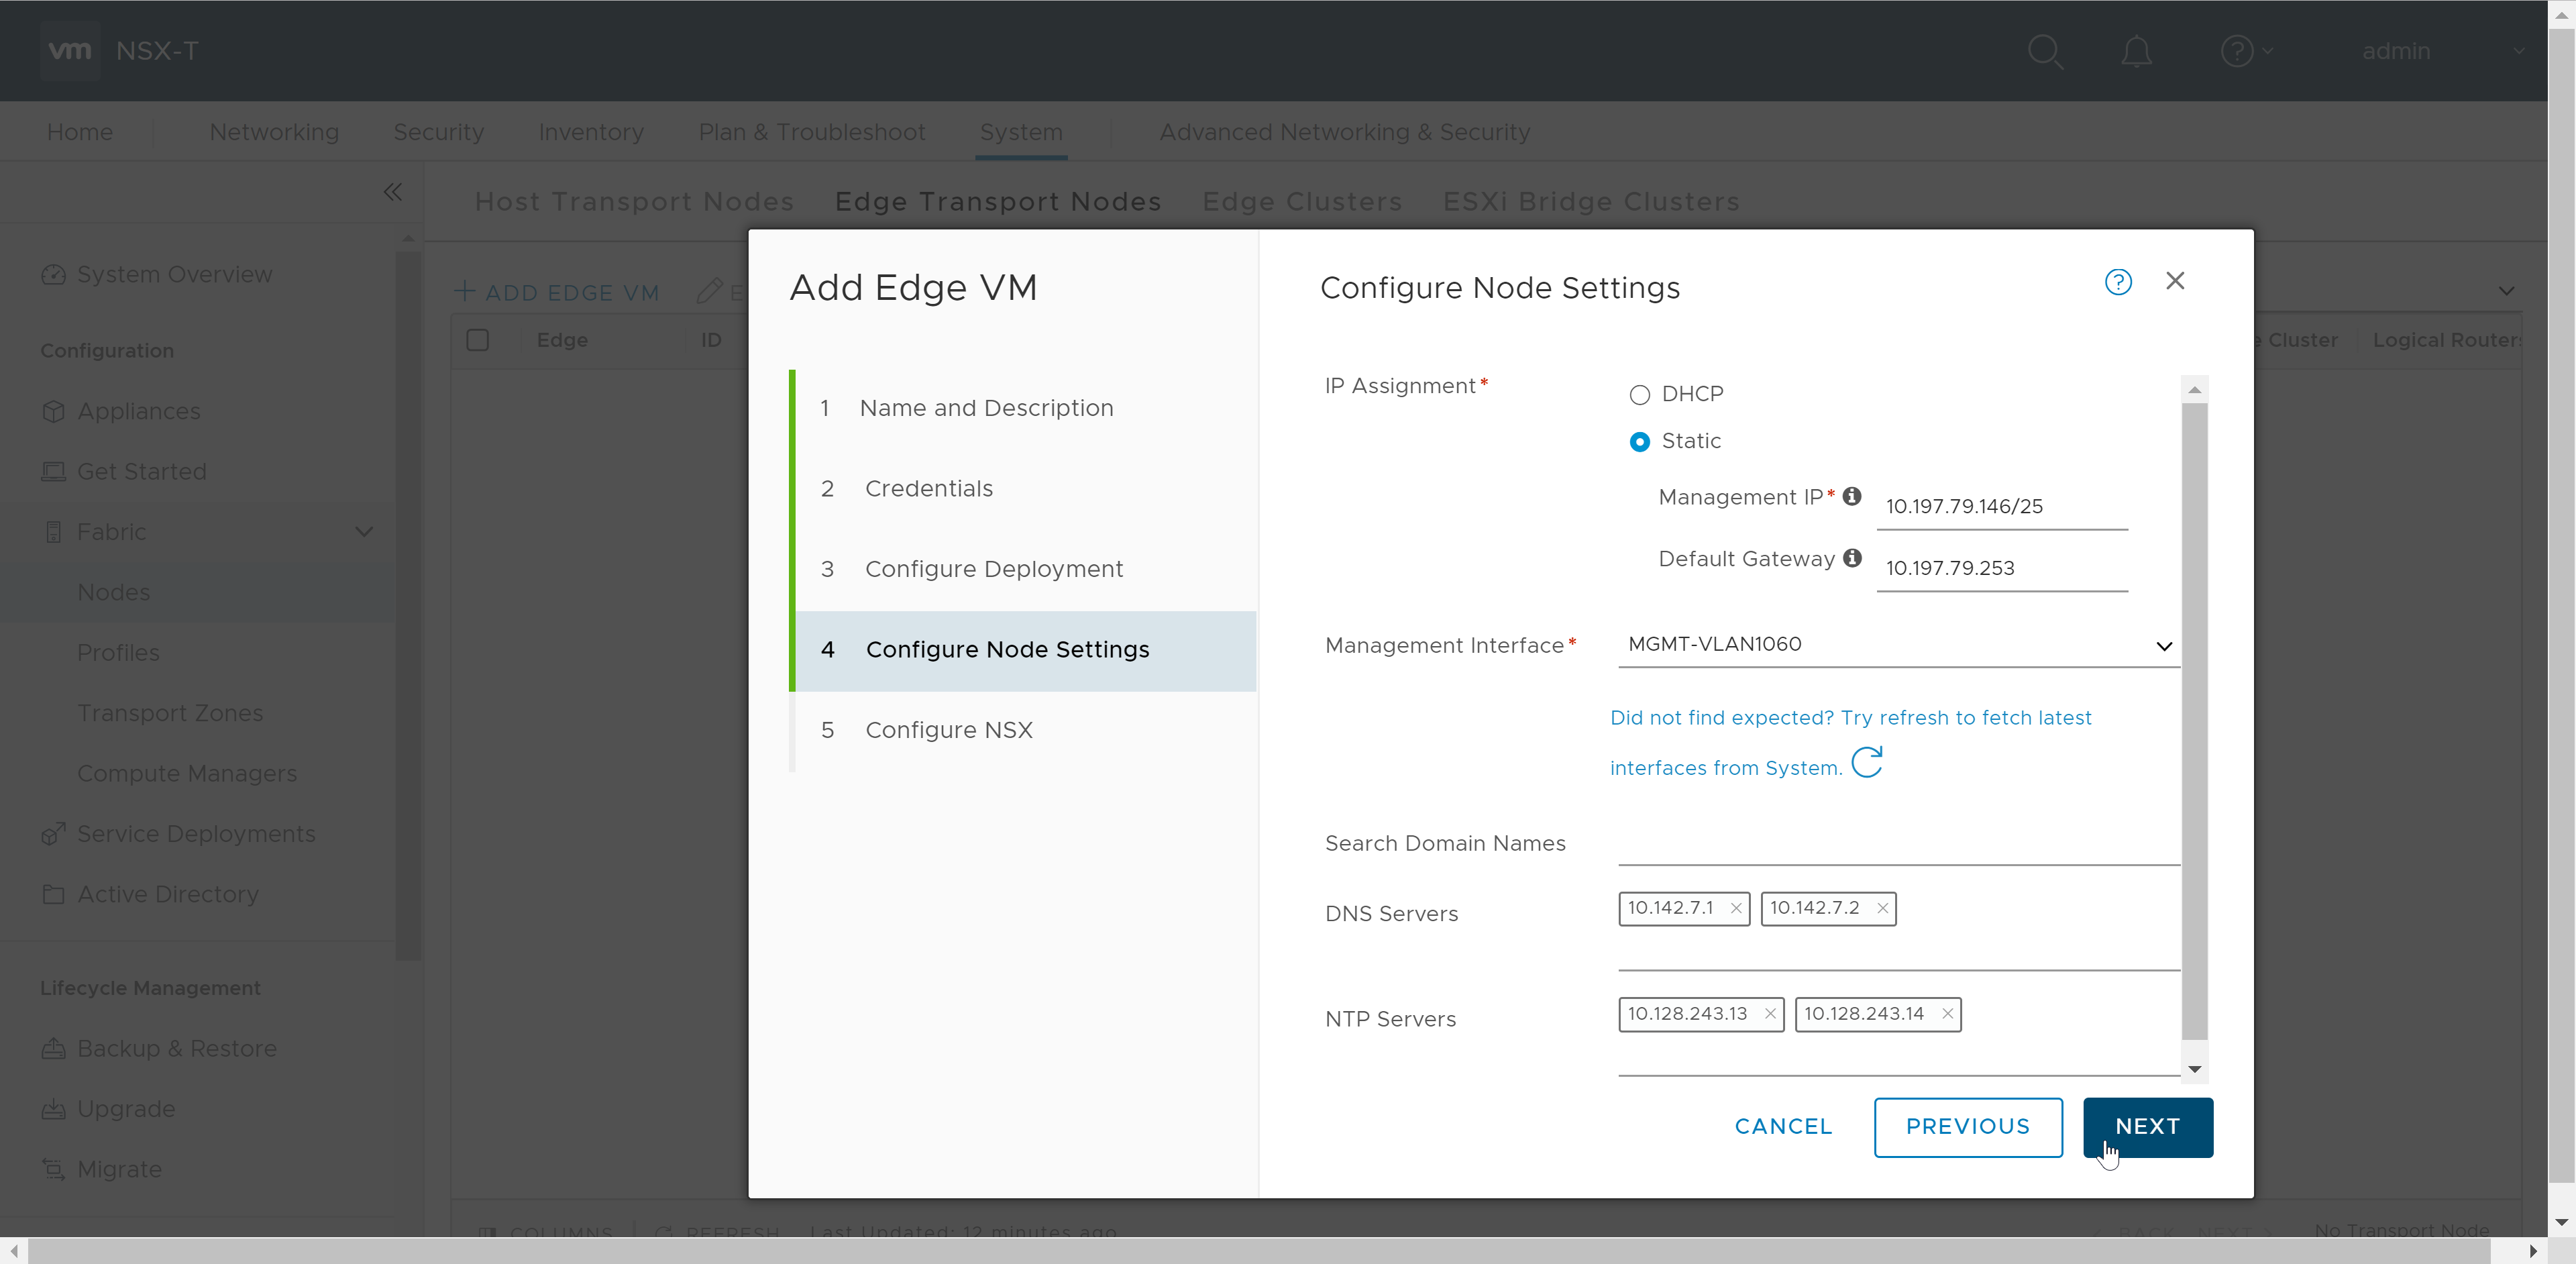 vm NSX-T admin
Home Networking Security Inventory Plan & Troubleshoot System Advanced Networking & Security
Host Transport Nodes Edge Transport Nodes Edge Clusters ESXi Bridge Clusters
System Overview
Configuration
Appliances
Get Started
Fabric
Nodes
Profiles
Transport Zones
Compute Managers
Service Deployments
Active Directory
Lifecycle Management
Backup & Restore
Upgrade
Migrate
+ ADD EDGE VM
Edge ID Cluster Logical Routers
Add Edge VM
1 Name and Description
2 Credentials
3 Configure Deployment
4 Configure Node Settings
5 Configure NSX
Configure Node Settings
IP Assignment*
DHCP
Static
Management IP* 10.197.79.146/25
Default Gateway 10.197.79.253
Management Interface* MGMT-VLAN1060
Did not find expected? Try refresh to fetch latest
interfaces from System.
Search Domain Names
DNS Servers 10.142.7.1 × 10.142.7.2 ×
NTP Servers 10.128.243.13 × 10.128.243.14 ×
CANCEL PREVIOUS NEXT
COLUMNS REFRESH Last Updated: 12 minutes ago BACK NEXT No Transport Node